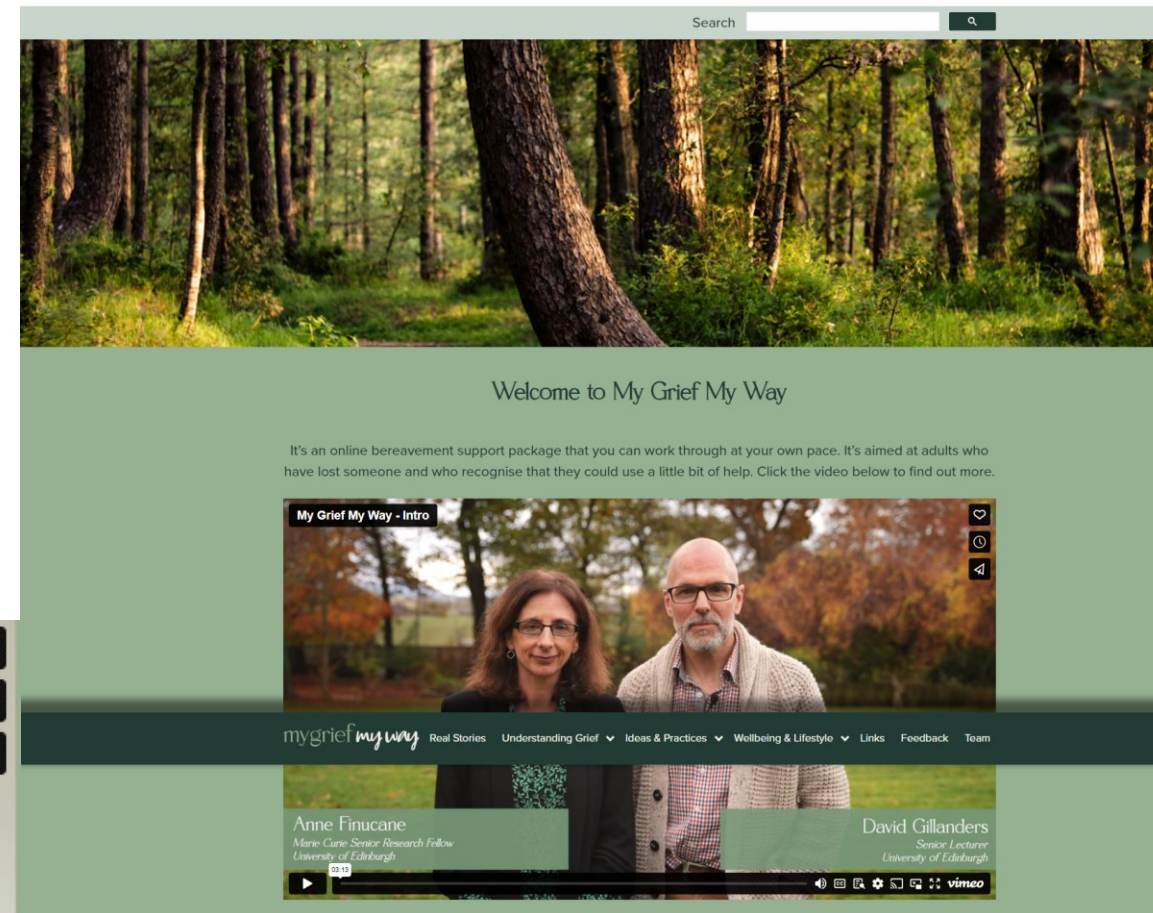 Search
Welcome to My Grief My Way
It's an online bereavement support package that you can work through at your own pace. It's aimed at adults who
have lost someone and who recognise that they could use a little bit of help. Click the video below to find out more.
My Grief My Way - Intro
mygrief my way Real Stories Understanding Grief Ideas & Practices Wellbeing & Lifestyle Links Feedback Team
Anne Finucane
Marie Curie Senior Research Fellow
University of Edinburgh
David Gillanders
Senior Lecturer
University of Edinburgh
03:13
CC
vimeo